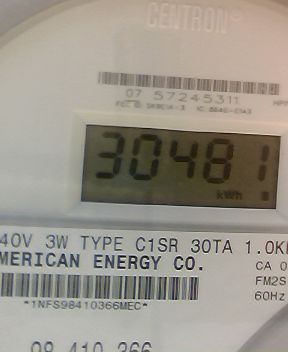 CENTRON®
07 57245311
30481
kWh
40V 3W TYPE C1SR 30TA 1.0K
MERICAN ENERGY CO.
CA 0
FM2S
60Hz
*1NFS98410366MEC*
98 410 366